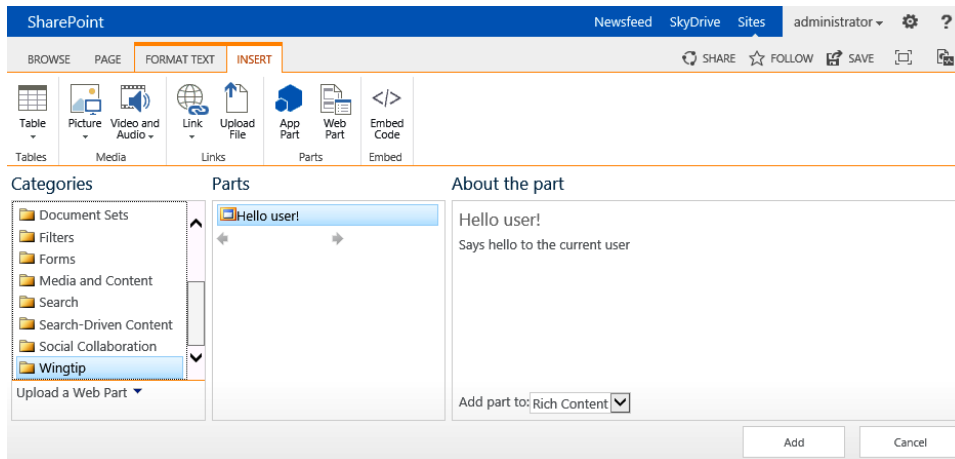 SharePoint Newsfeed SkyDrive Sites administrator ?
BROWSE PAGE FORMAT TEXT INSERT SHARE FOLLOW SAVE
Table Picture Video and Audio Link Upload File App Part Web Part </> Embed Code
Tables Media Links Parts Embed
Categories Parts About the part
Document Sets
Filters
Forms
Media and Content
Search
Search-Driven Content
Social Collaboration
Wingtip
Upload a Web Part
Hello user!
Hello user!
Says hello to the current user
Add part to: Rich Content
Add Cancel